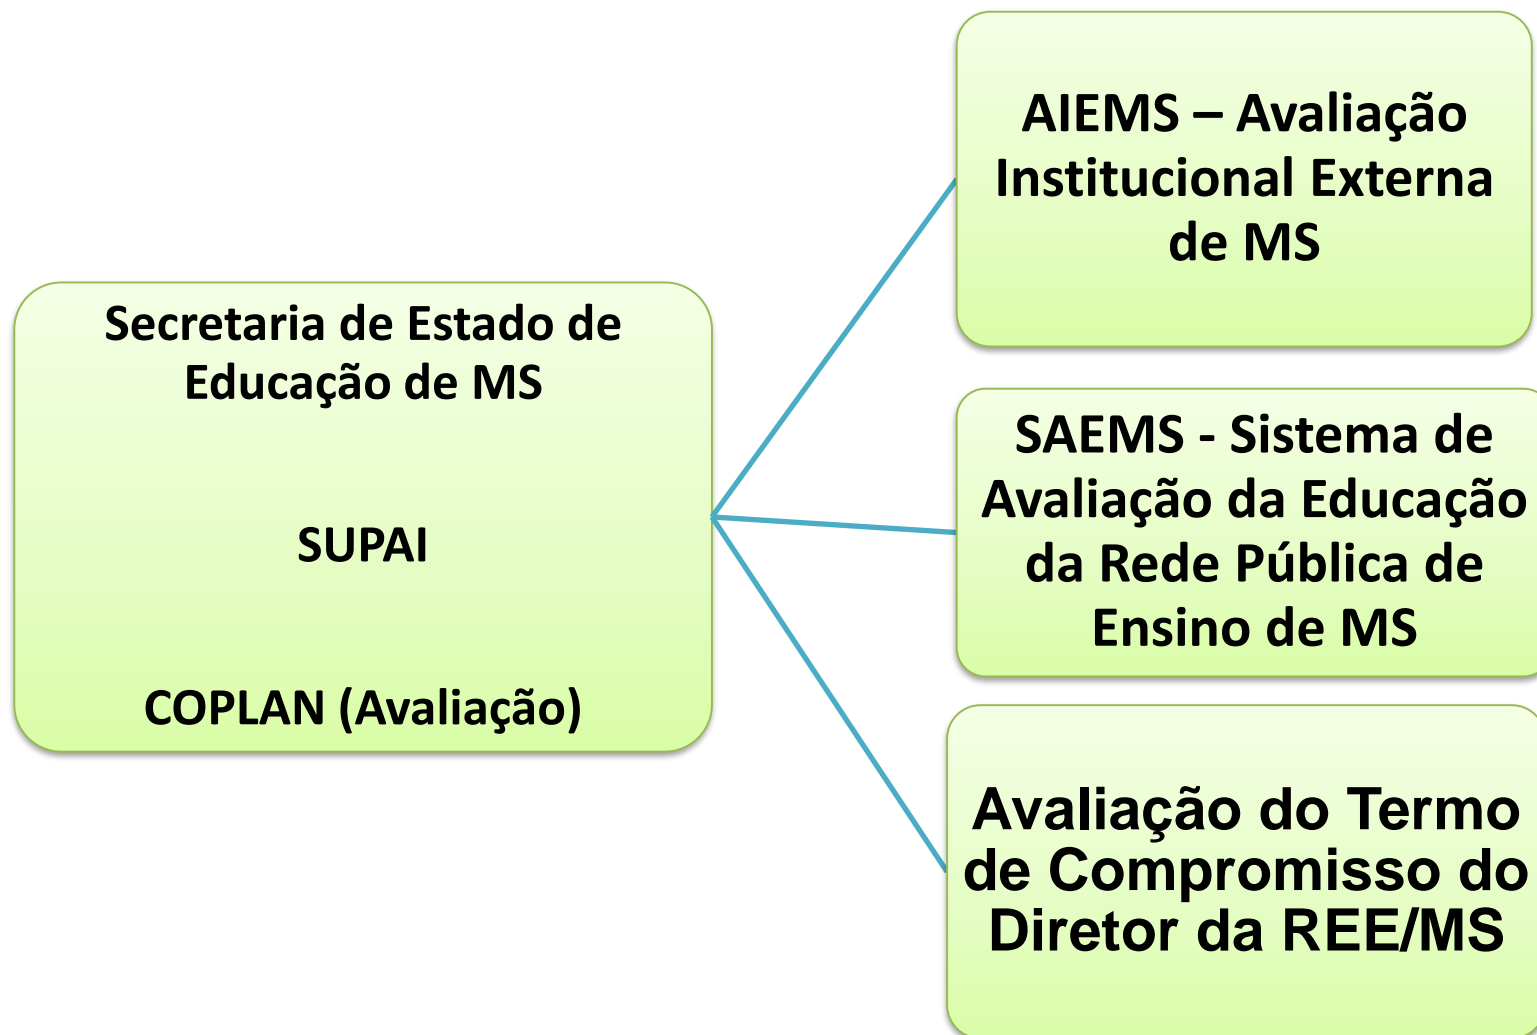 Secretaria de Estado de
Educação de MS
SUPAI
COPLAN (Avaliação)
AIEMS – Avaliação
Institucional Externa
de MS
SAEMS - Sistema de
Avaliação da Educação
da Rede Pública de
Ensino de MS
Avaliação do Termo
de Compromisso do
Diretor da REE/MS